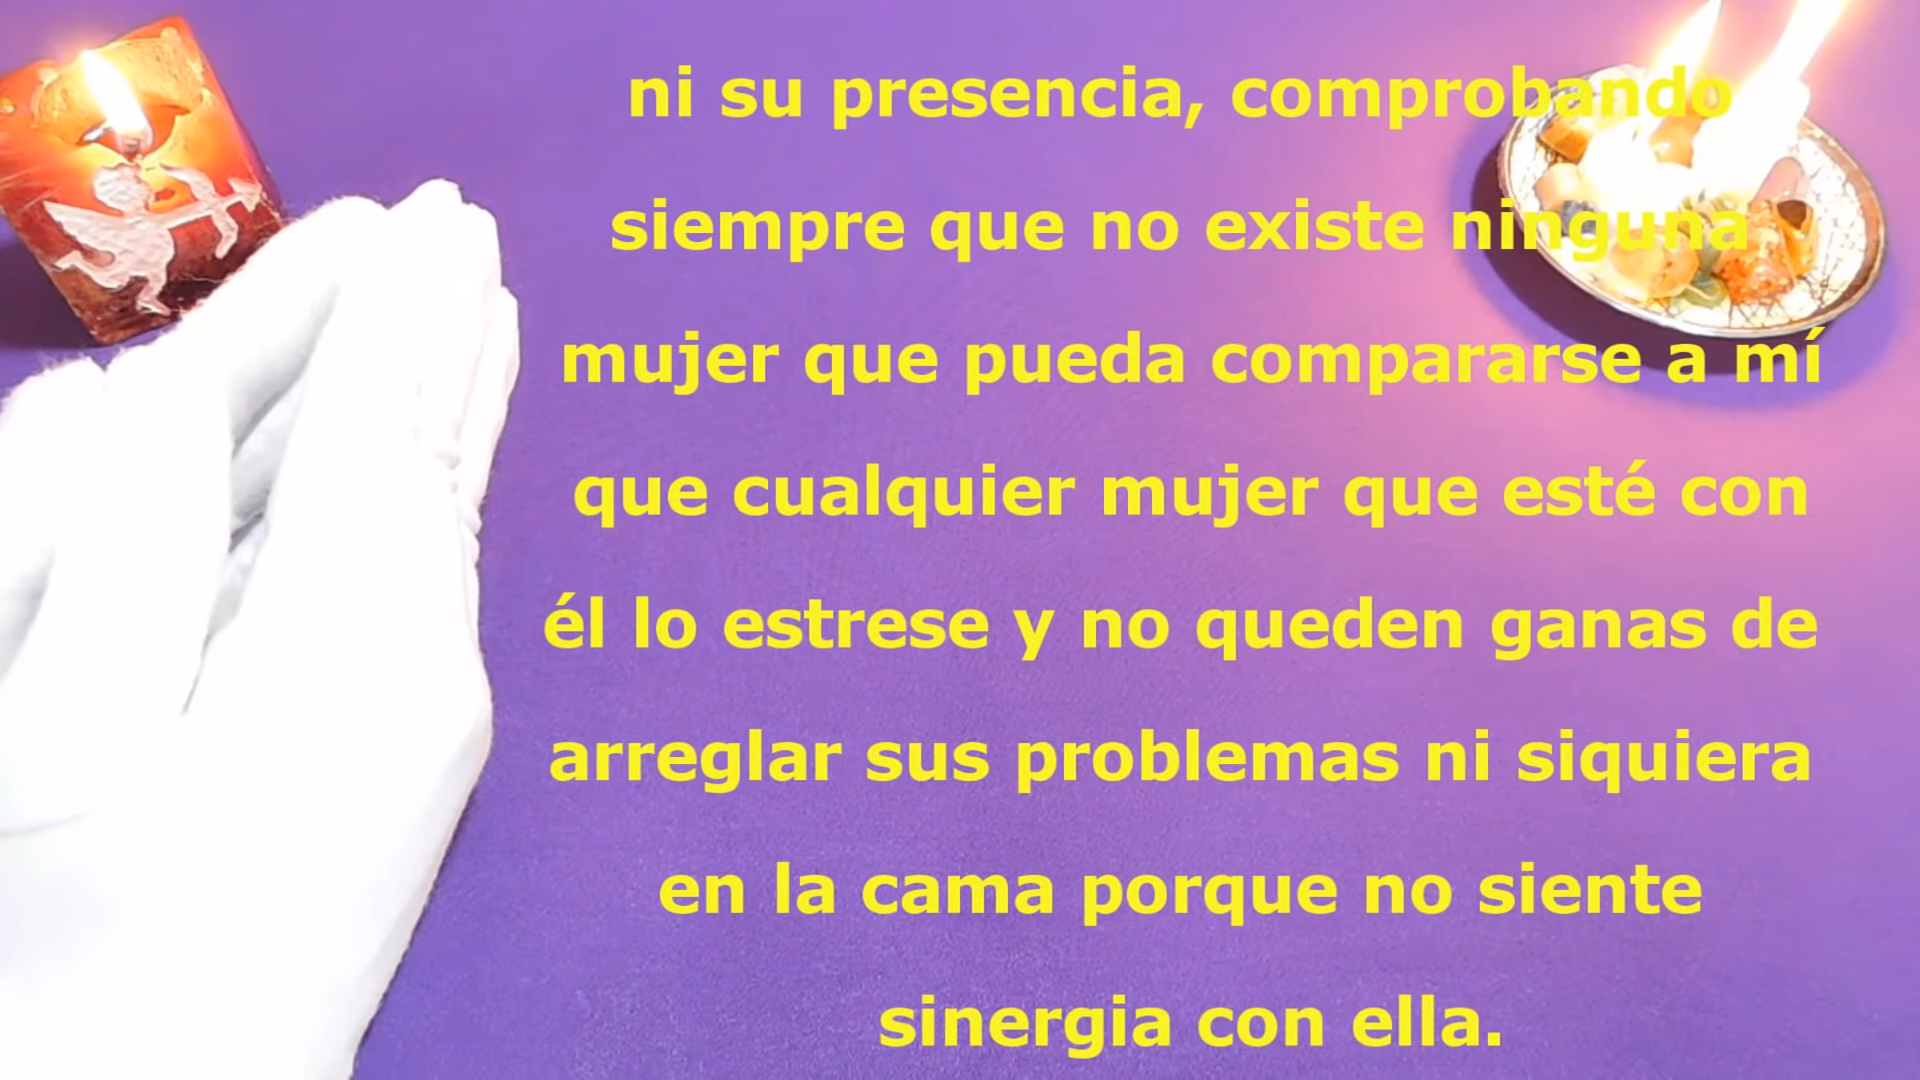 ni su presencia, comprobando
siempre que no existe ninguna
mujer que pueda compararse a mí
que cualquier mujer que esté con
él lo estrese y no queden ganas de
arreglar sus problemas ni siquiera
en la cama porque no siente
sinergia con ella.